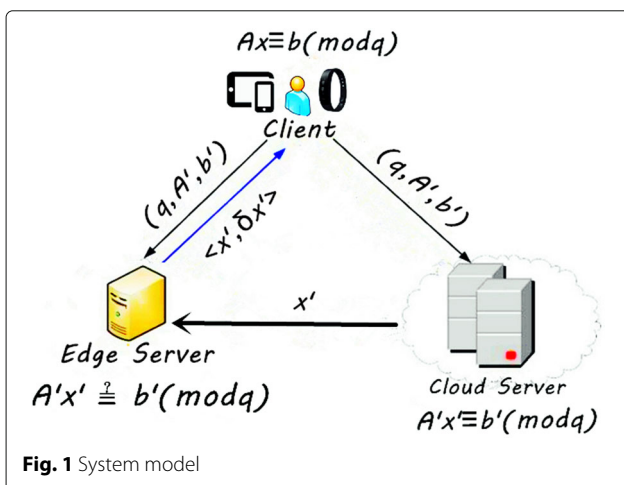 Ax≡b(modq)
Client
(q,A',b')
<x',δx'>
(q,A',b')
x'
Edge Server
A'x' ≟ b'(modq)
Cloud Server
A'x'≡b'(modq)
Fig. 1 System model